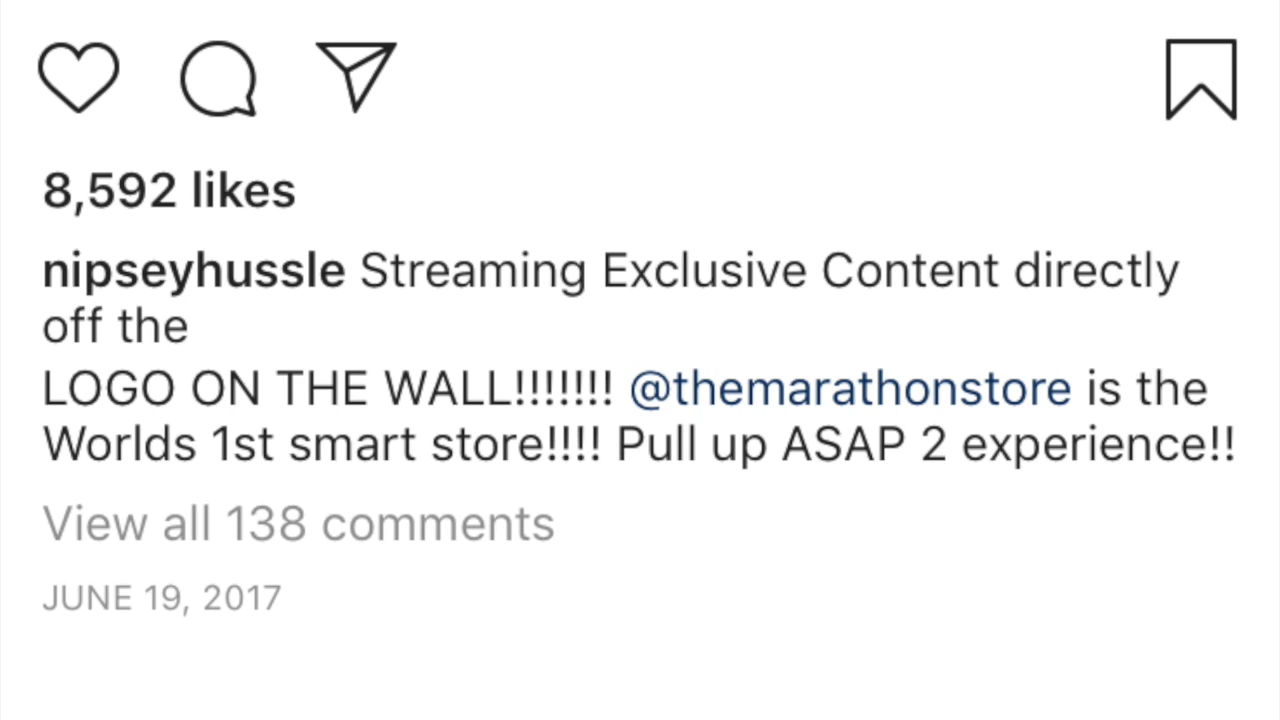 8,592 likes
nipseyhussle Streaming Exclusive Content directly
off the
LOGO ON THE WALL!!!!!!! @themarathonstore is the
Worlds 1st smart store!!!! Pull up ASAP 2 experience!!
View all 138 comments
JUNE 19, 2017